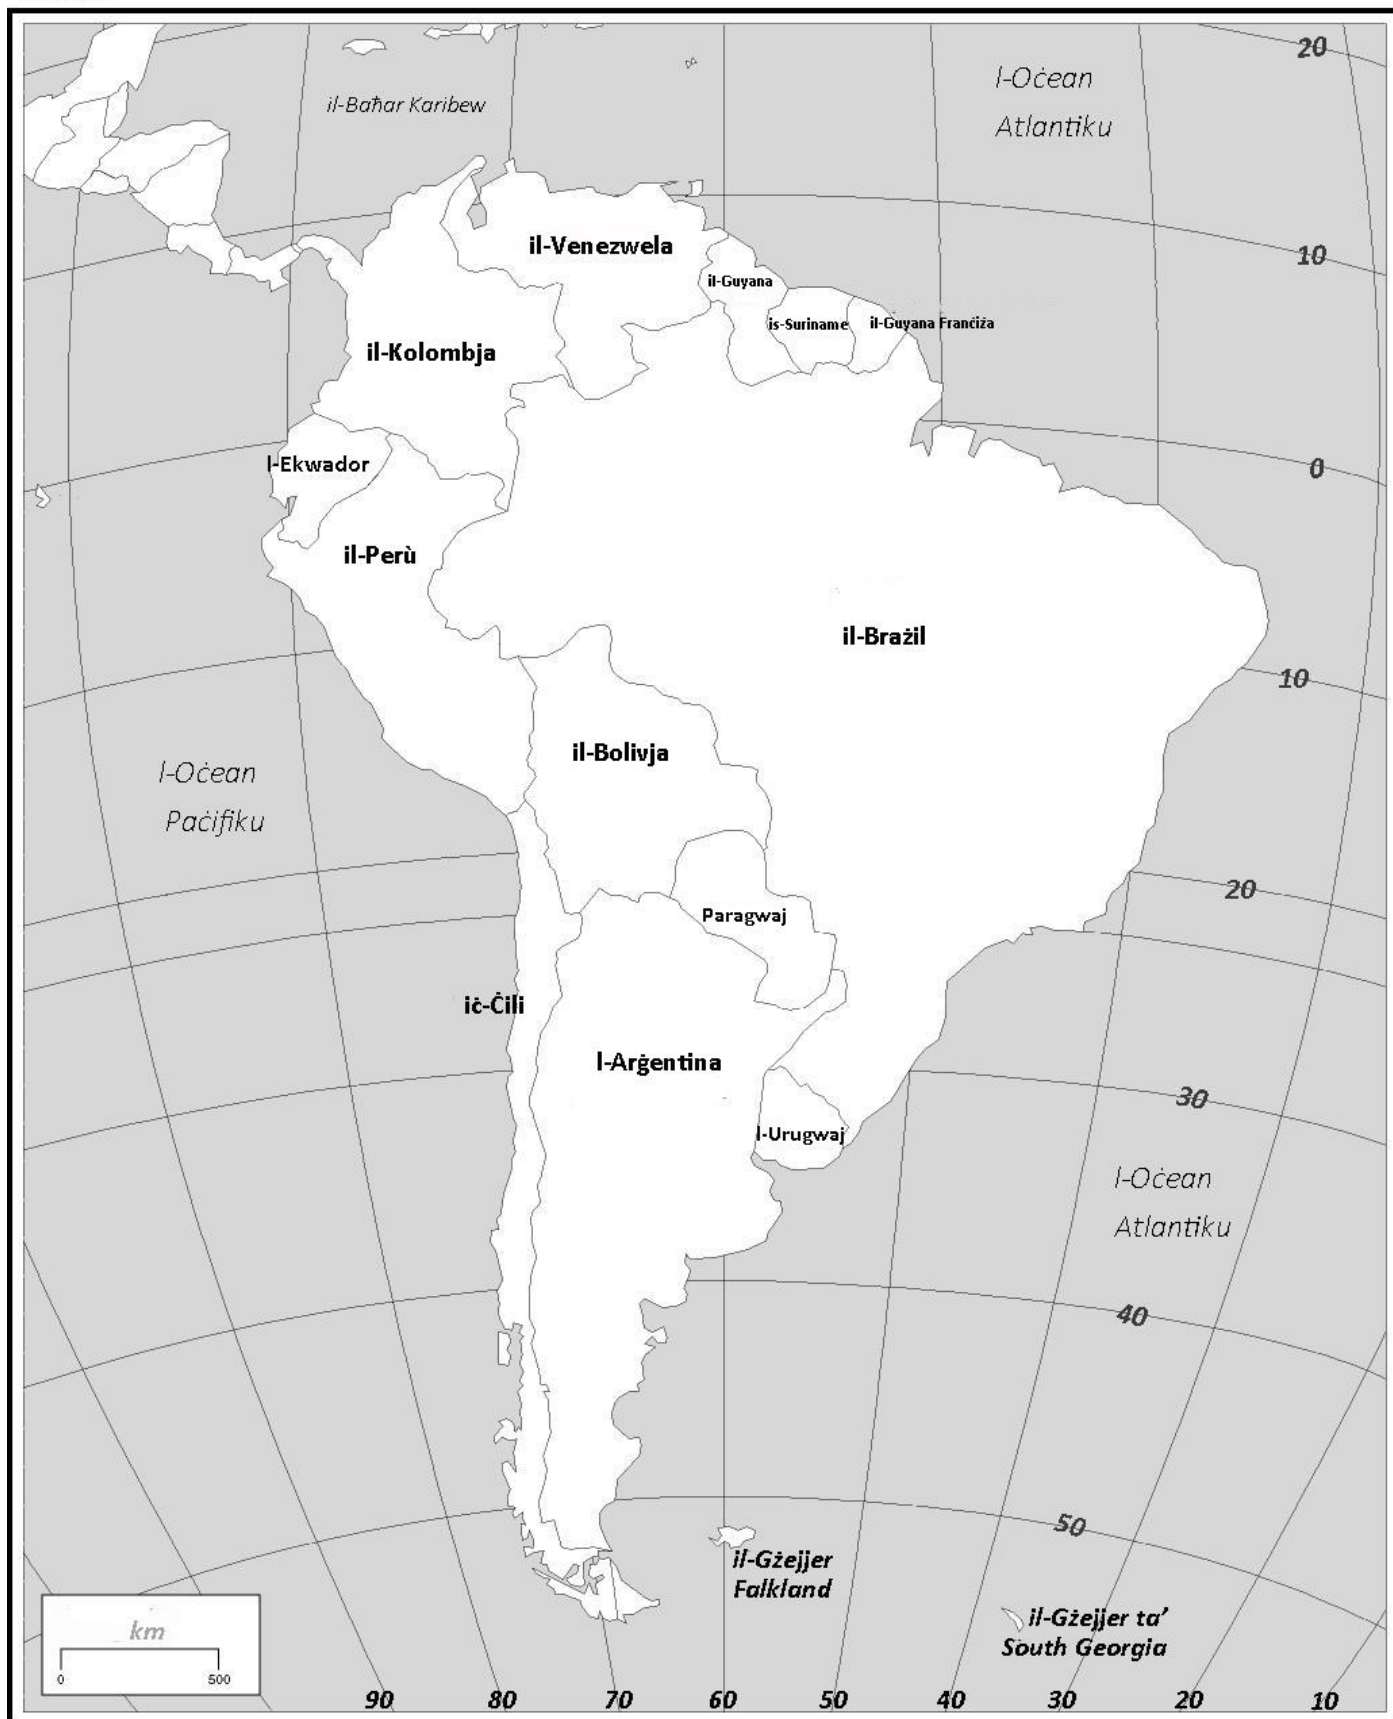 20
l-Oċean
Atlantiku
il-Baħar Karibew
il-Venezwela
10
il-Guyana
is-Suriname
il-Guyana Franċiża
il-Kolombja
l-Ekwador
0
il-Perù
il-Brażil
10
il-Bolivja
l-Oċean
Paċifiku
20
Paragwaj
iċ-Ċili
l-Arġentina
30
l-Urugwaj
l-Oċean
Atlantiku
40
50
il-Gżejjer
Falkland
il-Gżejjer ta’
South Georgia
km
0 500
90 80 70 60 50 40 30 20 10